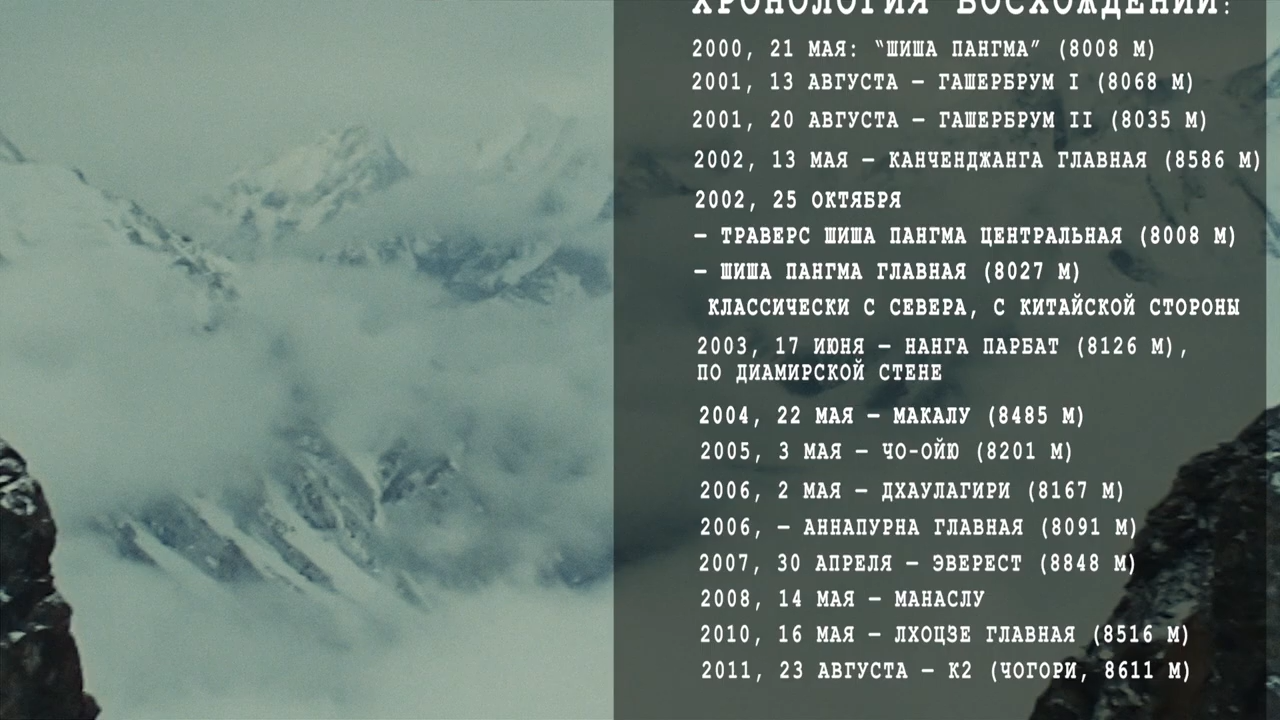 ХРОНОЛОГИЯ ВОСХОЖДЕНИЙ:
2000, 21 МАЯ: “ШИША ПАНГМА” (8008 М)
2001, 13 АВГУСТА – ГАШЕРБРУМ I (8068 М)
2001, 20 АВГУСТА – ГАШЕРБРУМ II (8035 М)
2002, 13 МАЯ – КАНЧЕНДЖАНГА ГЛАВНАЯ (8586 М)
2002, 25 ОКТЯБРЯ
– ТРАВЕРС ШИША ПАНГМА ЦЕНТРАЛЬНАЯ (8008 М)
– ШИША ПАНГМА ГЛАВНАЯ (8027 М)
КЛАССИЧЕСКИ С СЕВЕРА, С КИТАЙСКОЙ СТОРОНЫ
2003, 17 ИЮНЯ – НАНГА ПАРБАТ (8126 М),
ПО ДИАМИРСКОЙ СТЕНЕ
2004, 22 МАЯ – МАКАЛУ (8485 М)
2005, 3 МАЯ – ЧО-ОЙЮ (8201 М)
2006, 2 МАЯ – ДХАУЛАГИРИ (8167 М)
2006, – АННАПУРНА ГЛАВНАЯ (8091 М)
2007, 30 АПРЕЛЯ – ЭВЕРЕСТ (8848 М)
2008, 14 МАЯ – МАНАСЛУ
2010, 16 МАЯ – ЛХОЦЗЕ ГЛАВНАЯ (8516 М)
2011, 23 АВГУСТА – К2 (ЧОГОРИ, 8611 М)